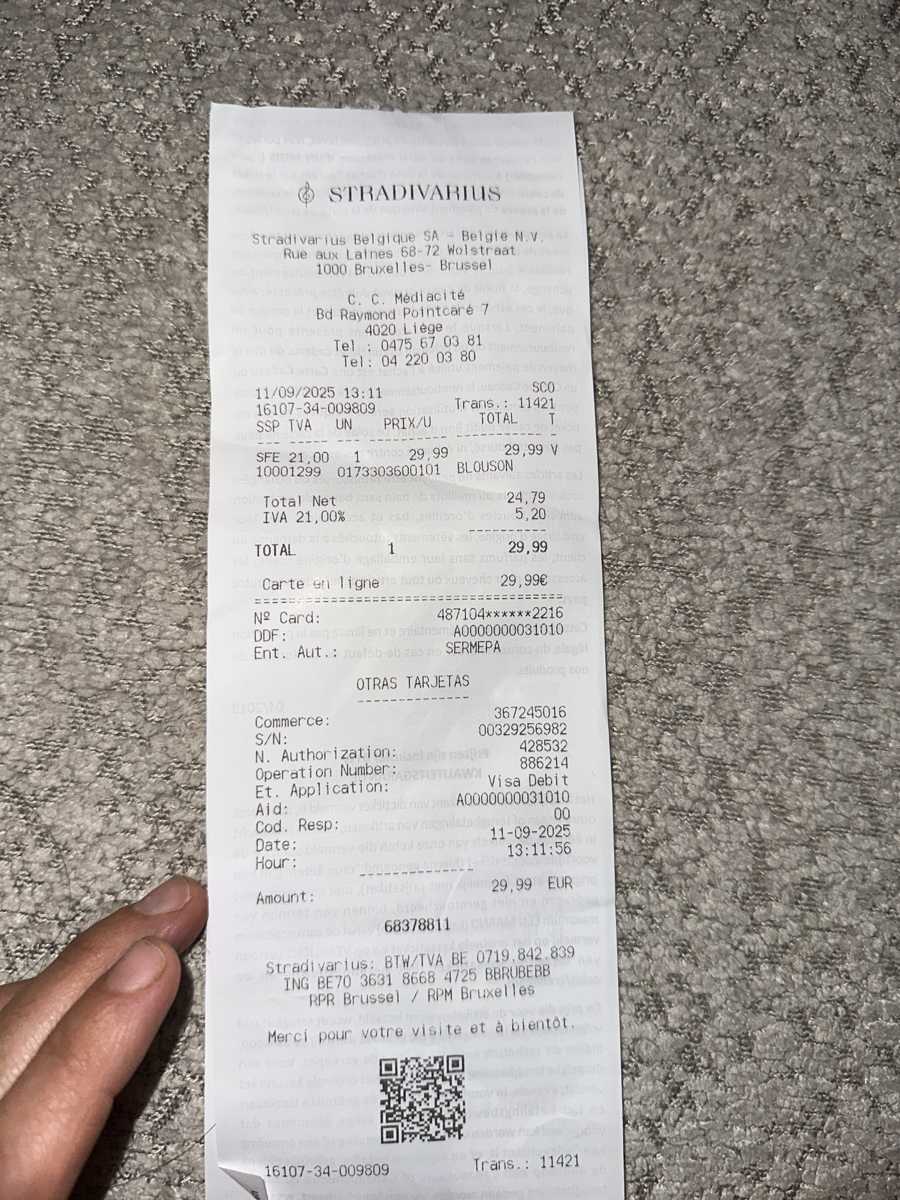 STRADIVARIUS
Stradivarius Belgique SA - België N.V.
Rue aux Laines 68-72 Wolstraat
1000 Bruxelles- Brussel
C. C. Médiacité
Bd Raymond Pointcaré 7
4020 Liège
Tel : 0475 67 03 81
Tel: 04 220 03 80
11/09/2025 13:11 SCO
16107-34-009809 Trans.: 11421
SSP TVA UN PRIX/U TOTAL T
SFE 21,00 1 29,99 29,99 V
10001299 0173303600101 BLOUSON
Total Net 24,79
IVA 21,00% 5,20
TOTAL 1 29,99
Carte en ligne 29,99€
Nº Card: 487104******2216
DDF: A0000000031010
Ent. Aut.: SERMEPA
OTRAS TARJETAS
Commerce: 367245016
S/N: 00329256982
N. Authorization: 428532
Operation Number: 886214
Et. Application: Visa Debit
Aid: A0000000031010
Cod. Resp: 00
Date: 11-09-2025
Hour: 13:11:56
Amount: 29,99 EUR
68378811
Stradivarius: BTW/TVA BE 0719.842.839
ING BE70 3631 8668 4725 BBRUBEBB
RPR Brussel / RPM Bruxelles
Merci pour votre visite et à bientôt.
16107-34-009809 Trans.: 11421